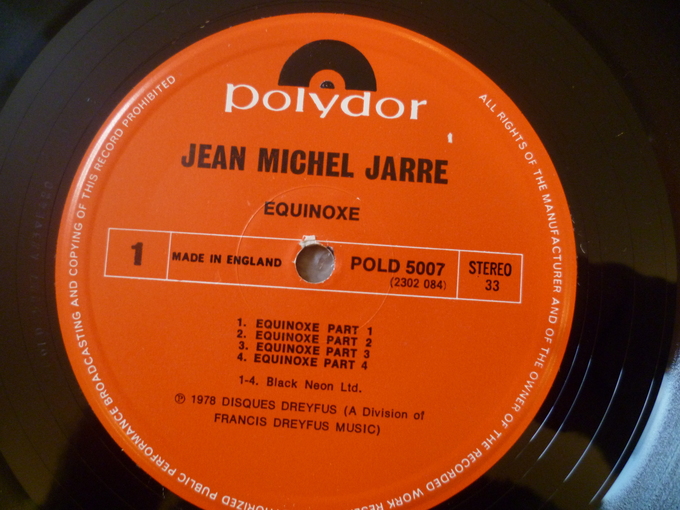 polydor
JEAN MICHEL JARRE
EQUINOXE
1
MADE IN ENGLAND
POLD 5007
(2302 084)
STEREO
33
1. EQUINOXE PART 1
2. EQUINOXE PART 2
3. EQUINOXE PART 3
4. EQUINOXE PART 4
1-4. Black Neon Ltd.
Ⓟ 1978 DISQUES DREYFUS (A Division of
FRANCIS DREYFUS MUSIC)
ALL RIGHTS OF THE MANUFACTURER AND OF THE OWNER OF THE RECORDED WORK
PUBLIC PERFORMANCE BROADCASTING AND COPYING OF THIS RECORD PROHIBITED